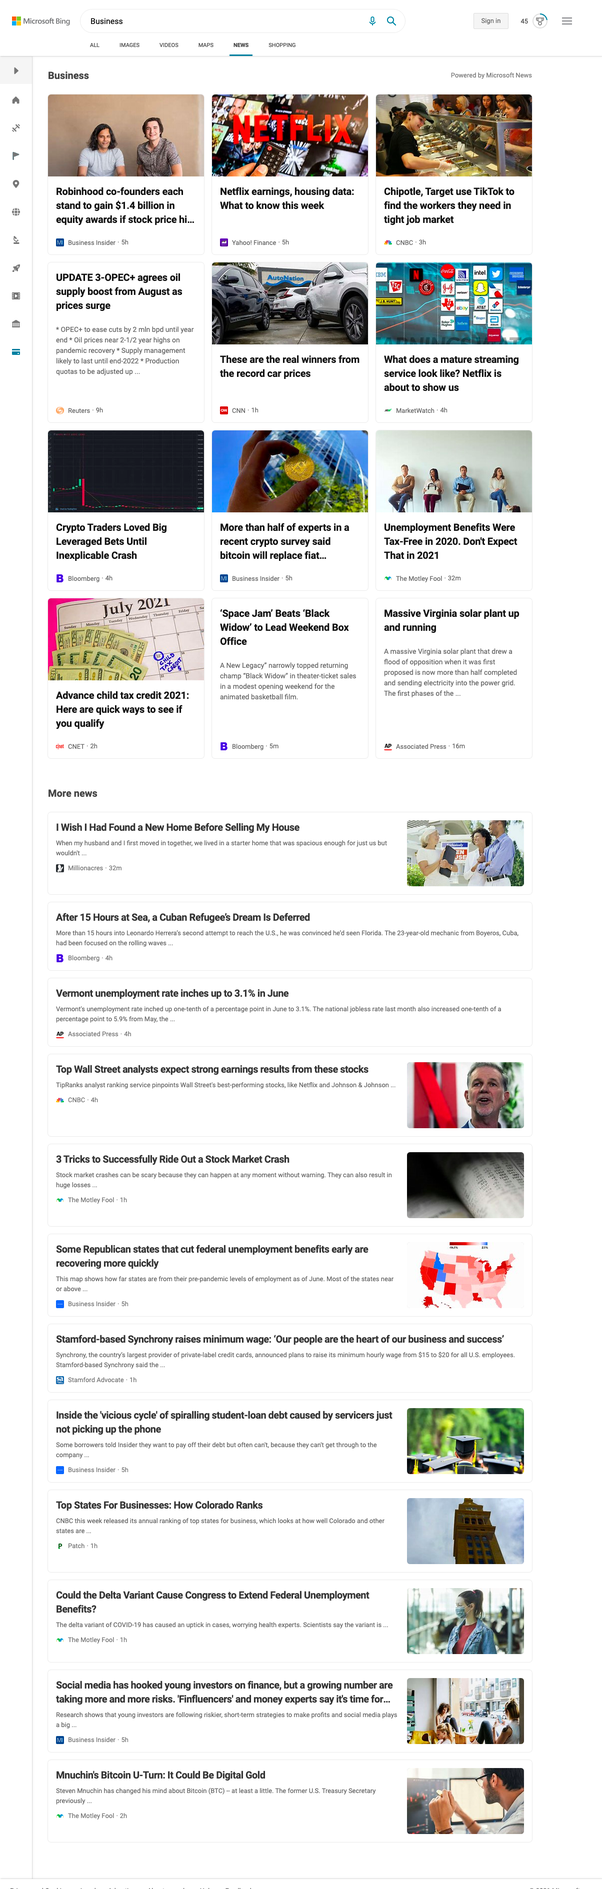 Microsoft Bing
Business
Sign in
45
ALL
IMAGES
VIDEOS
MAPS
NEWS
SHOPPING
Business
Powered by Microsoft News
NETFLIX
Robinhood co-founders each
stand to gain $1.4 billion in
equity awards if stock price hi...
Business Insider · 5h
Netflix earnings, housing data:
What to know this week
Yahoo! Finance · 5h
Chipotle, Target use TikTok to
find the workers they need in
tight job market
CNBC · 3h
UPDATE 3-OPEC+ agrees oil
supply boost from August as
prices surge
* OPEC+ to ease cuts by 2 mln bpd until year
end * Oil prices near 2-1/2 year highs on
pandemic recovery * Supply management
likely to last until end-2022 * Production
quotas to be adjusted up ...
Reuters · 9h
AutoNation
These are the real winners from
the record car prices
CNN · 1h
intel
What does a mature streaming
service look like? Netflix is
about to show us
MarketWatch · 4h
Crypto Traders Loved Big
Leveraged Bets Until
Inexplicable Crash
Bloomberg · 4h
More than half of experts in a
recent crypto survey said
bitcoin will replace fiat...
Business Insider · 5h
Unemployment Benefits Were
Tax-Free in 2020. Don't Expect
That in 2021
The Motley Fool · 32m
July 2021
Advance child tax credit 2021:
Here are quick ways to see if
you qualify
CNET · 2h
‘Space Jam’ Beats ‘Black
Widow’ to Lead Weekend Box
Office
A New Legacy” narrowly topped returning
champ “Black Widow” in theater-ticket sales
in a modest opening weekend for the
animated basketball film.
Bloomberg · 5m
Massive Virginia solar plant up
and running
A massive Virginia solar plant that drew a
flood of opposition when it was first
proposed is now more than half completed
and sending electricity into the power grid.
The first phases of the ...
AP Associated Press · 16m
More news
I Wish I Had Found a New Home Before Selling My House
When my husband and I first moved in together, we lived in a starter home that was spacious enough for just us but
wouldn't ...
Millionacres · 32m
After 15 Hours at Sea, a Cuban Refugee's Dream Is Deferred
More than 15 hours into Leonardo Herrera's second attempt to reach the U.S., he was convinced he'd seen Florida. The 23-year-old mechanic from Boyeros, Cuba,
had been focused on the rolling waves ...
Bloomberg · 4h
Vermont unemployment rate inches up to 3.1% in June
Vermont's unemployment rate inched up one-tenth of a percentage point in June to 3.1%. The national jobless rate last month also increased one-tenth of a
percentage point to 5.9% from May, the ...
AP Associated Press · 4h
Top Wall Street analysts expect strong earnings results from these stocks
TipRanks analyst ranking service pinpoints Wall Street's best-performing stocks, like Netflix and Johnson & Johnson ...
CNBC · 4h
3 Tricks to Successfully Ride Out a Stock Market Crash
Stock market crashes can be scary because they can happen at any moment without warning. They can also result in
huge losses ...
The Motley Fool · 1h
Some Republican states that cut federal unemployment benefits early are
recovering more quickly
This map shows how far states are from their pre-pandemic levels of employment as of June. Most of the states near
or above ...
Business Insider · 5h
Stamford-based Synchrony raises minimum wage: ‘Our people are the heart of our business and success’
Synchrony, the country's largest provider of private-label credit cards, announced plans to raise its minimum hourly wage from $15 to $20 for all U.S. employees.
Stamford-based Synchrony said the ...
Stamford Advocate · 1h
Inside the 'vicious cycle' of spiralling student-loan debt caused by servicers just
not picking up the phone
Some borrowers told Insider they want to pay off their debt but often can't, because they can't get through to the
company ...
Business Insider · 5h
Top States For Businesses: How Colorado Ranks
CNBC this week released its annual ranking of top states for business, which looks at how well Colorado and other
states are ...
Patch · 1h
Could the Delta Variant Cause Congress to Extend Federal Unemployment
Benefits?
The delta variant of COVID-19 has caused an uptick in cases, worrying health experts. Scientists say the variant is ...
The Motley Fool · 1h
Social media has hooked young investors on finance, but a growing number are
taking more and more risks. 'Finfluencers' and money experts say it's time for...
Research shows that young investors are following riskier, short-term strategies to make profits and social media plays
a big ...
Business Insider · 5h
Mnuchin's Bitcoin U-Turn: It Could Be Digital Gold
Steven Mnuchin has changed his mind about Bitcoin (BTC) -- at least a little. The former U.S. Treasury Secretary
previously ...
The Motley Fool · 2h